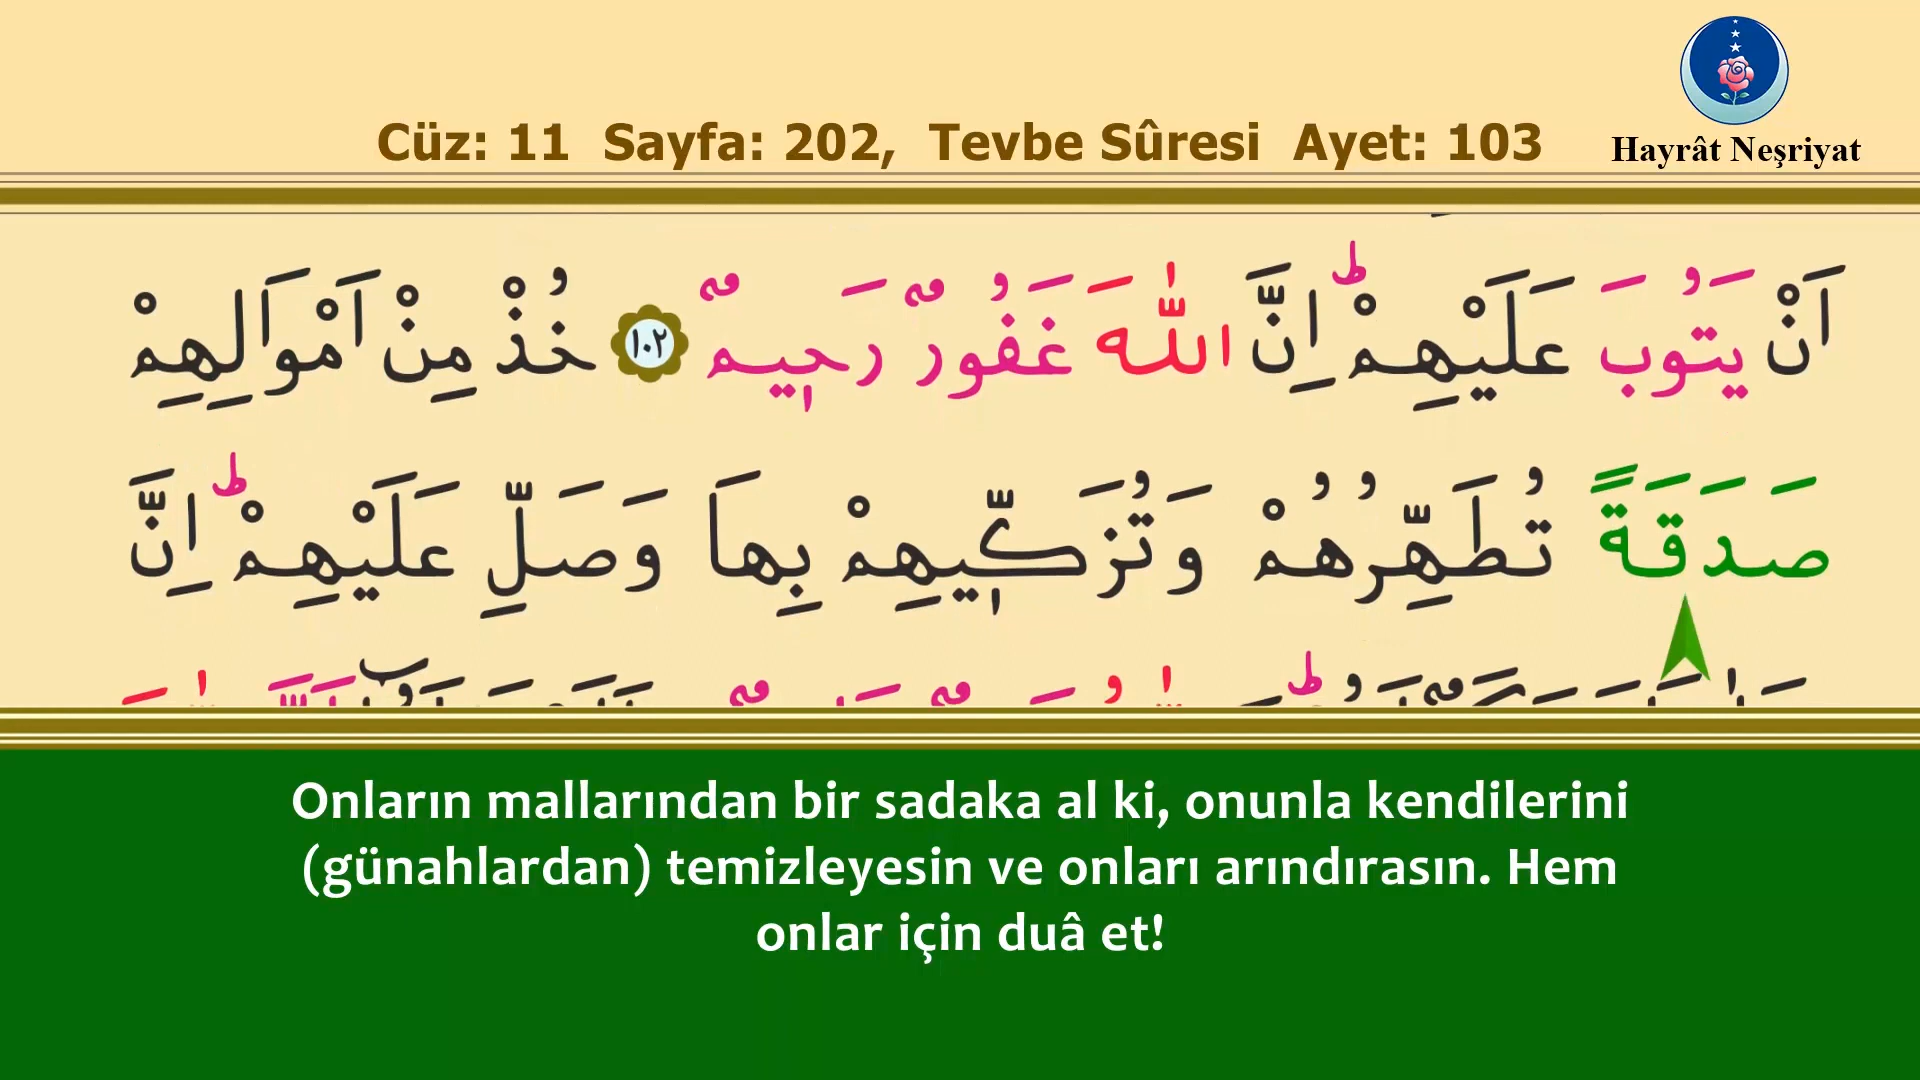 Cüz: 11 Sayfa: 202, Tevbe Sûresi Ayet: 103
Hayrât Neşriyat
اَنْ يَتُوبَ عَلَيْهِمْۜ اِنَّ اللّٰهَ غَفُورٌ رَحٖيمٌ ﴿١٠٢﴾ خُذْ مِنْ اَمْوَالِهِمْ
صَدَقَةً تُطَهِّرُهُمْ وَتُزَكّٖيهِمْ بِهَا وَصَلِّ عَلَيْهِمْۜ اِنَّ
Onların mallarından bir sadaka al ki, onunla kendilerini
(günahlardan) temizleyesin ve onları arındırasın. Hem
onlar için duâ et!